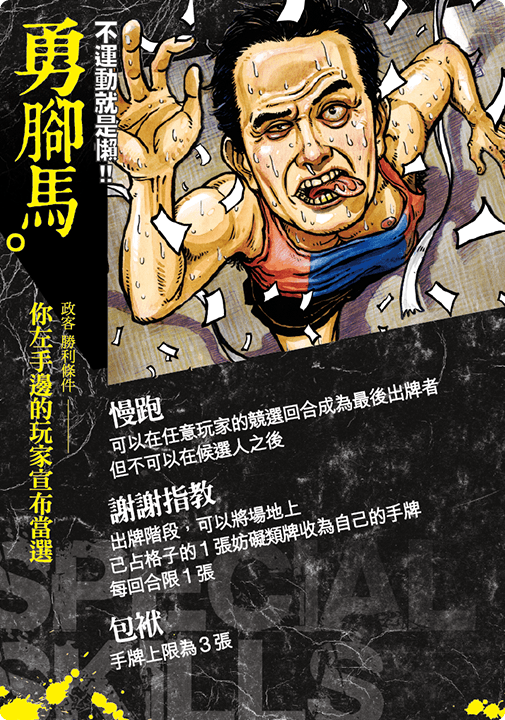 勇腳馬。
不運動就是懶!!
政客 勝利條件
你左手邊的玩家宣布當選
慢跑
可以在任意玩家的競選回合成為最後出牌者
但不可以在候選人之後
謝謝指教
出牌階段，可以將場地上
已占格子的1張妨礙類牌收為自己的手牌
每回合限1張
包袱
手牌上限為3張
SPECIAL
SKILLS